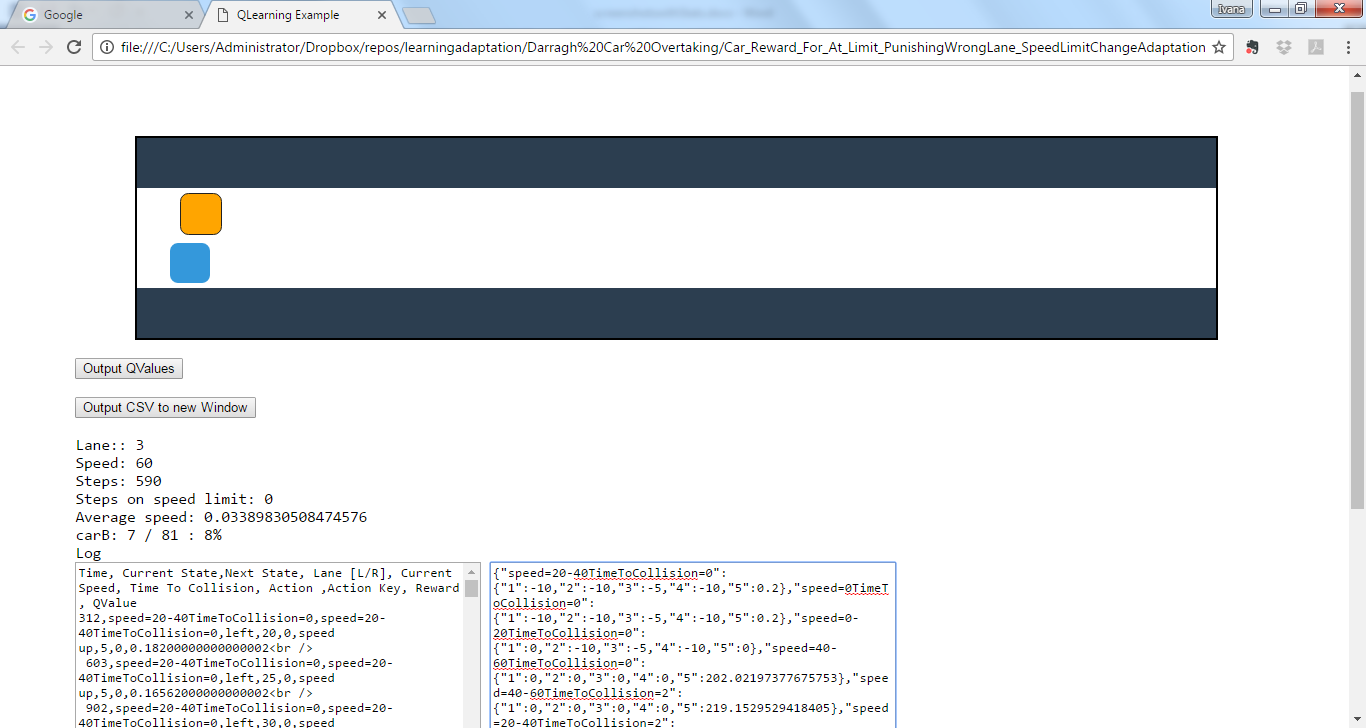 Google
QLearning Example
Ivana
file:///C:/Users/Administrator/Dropbox/repos/learningadaptation/Darragh%20Car%20Overtaking/Car_Reward_For_At_Limit_PunishingWrongLane_SpeedLimitChangeAdaptation
Output QValues
Output CSV to new Window
Lane:: 3
Speed: 60
Steps: 590
Steps on speed limit: 0
Average speed: 0.03389830508474576
carB: 7 / 81 : 8%
Log
Time, Current State,Next State, Lane [L/R], Current
Speed, Time To Collision, Action ,Action Key, Reward
, QValue
312,speed=20-40TimeToCollision=0,speed=20-
40TimeToCollision=0,left,20,0,speed
up,5,0,0.18200000000000002<br />
603,speed=20-40TimeToCollision=0,speed=20-
40TimeToCollision=0,left,25,0,speed
up,5,0,0.16562000000000002<br />
902,speed=20-40TimeToCollision=0,speed=20-
40TimeToCollision=0,left,30,0,speed
{"speed=20-40TimeToCollision=0":
{"1":-10,"2":-10,"3":-5,"4":-10,"5":0.2},"speed=0TimeT
oCollision=0":
{"1":-10,"2":-10,"3":-5,"4":-10,"5":0.2},"speed=0-
20TimeToCollision=0":
{"1":0,"2":-10,"3":-5,"4":-10,"5":0},"speed=40-
60TimeToCollision=0":
{"1":0,"2":0,"3":0,"4":0,"5":202.02197377675753},"spee
d=40-60TimeToCollision=2":
{"1":0,"2":0,"3":0,"4":0,"5":219.1529529418405},"speed
=20-40TimeToCollision=2":